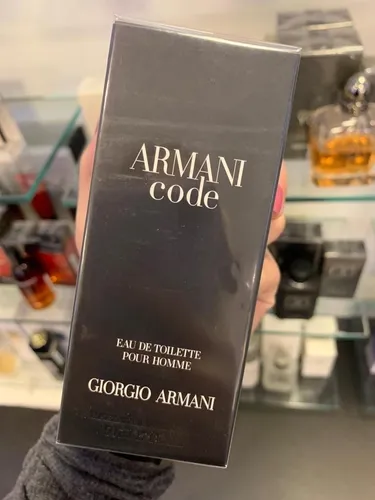 ARMANI
code
EAU DE TOILETTE
POUR HOMME
GIORGIO ARMANI